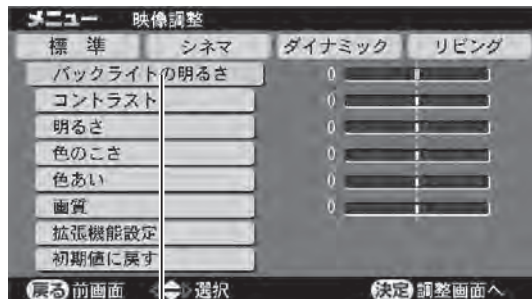 メニュー 映像調整
標準 シネマ ダイナミック リビング
バックライトの明るさ 0
コントラスト 0
明るさ 0
色のこさ 0
色あい 0
画質 0
拡張機能設定
初期値に戻す
戻る 前画面 選択 決定 調整画面へ